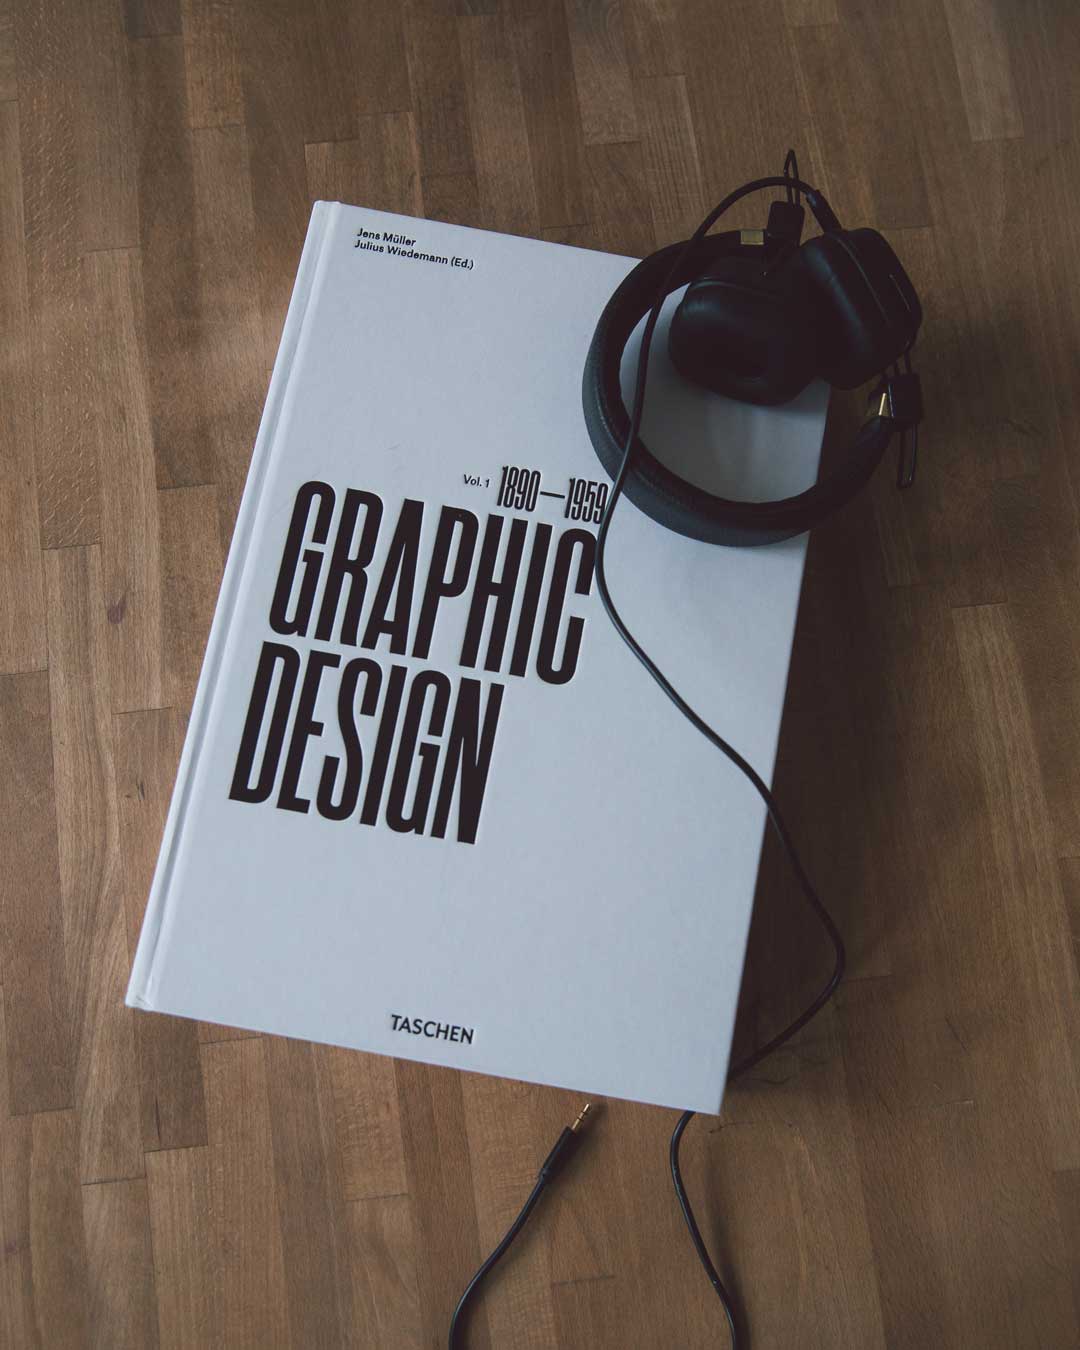 Jens Müller
Julius Wiedemann (Ed.)
Vol. 1 1890—1959
GRAPHIC
DESIGN
TASCHEN